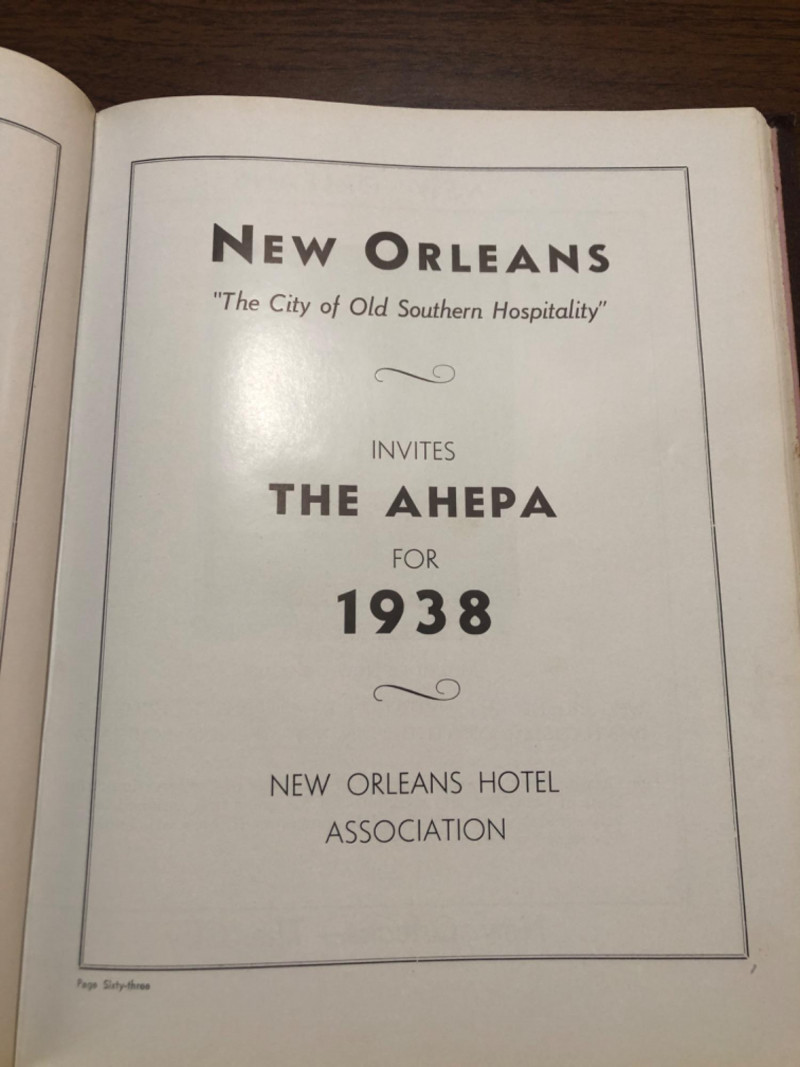 NEW ORLEANS
"The City of Old Southern Hospitality"
INVITES
THE AHEPA
FOR
1938
NEW ORLEANS HOTEL
ASSOCIATION
Page Sixty-three